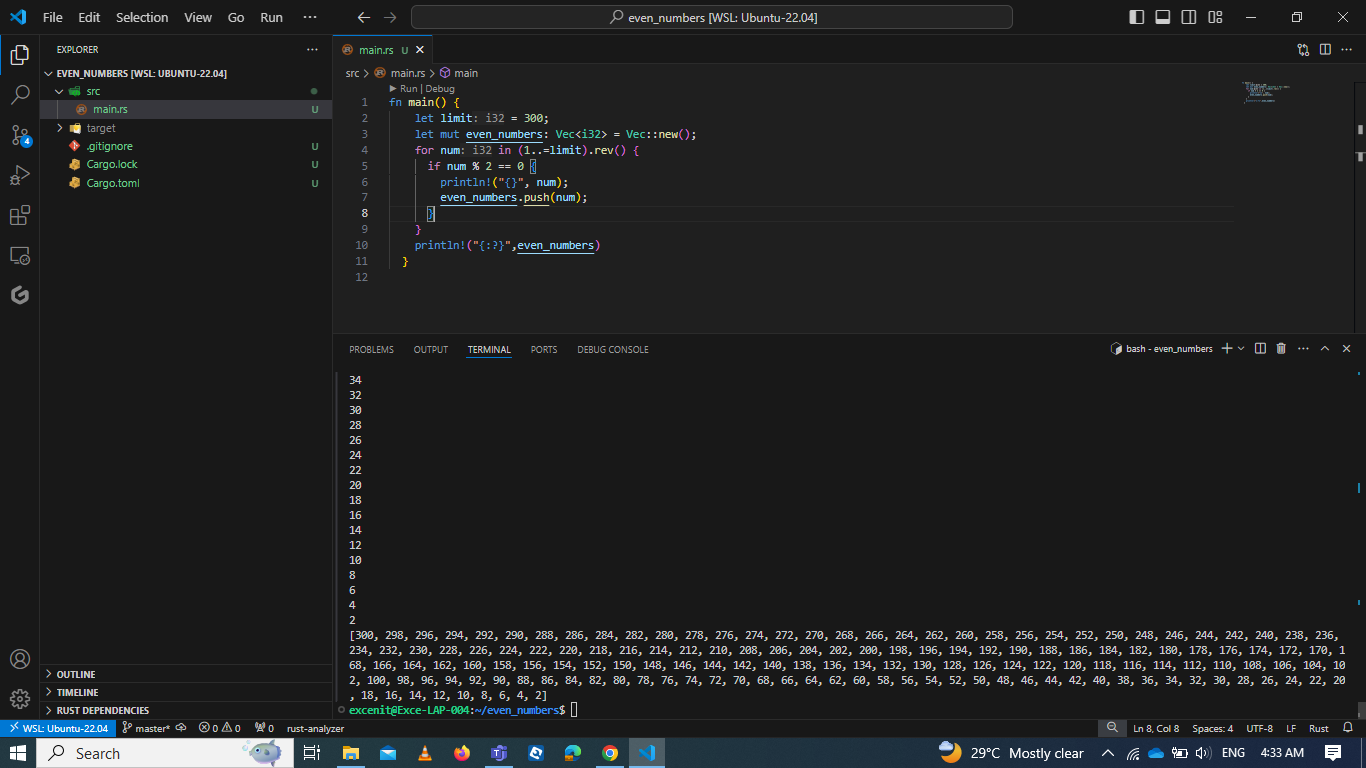 File Edit Selection View Go Run ···
even_numbers [WSL: Ubuntu-22.04]
EXPLORER ···
EVEN_NUMBERS [WSL: UBUNTU-22.04]
src
main.rs U
target
.gitignore U
Cargo.lock U
Cargo.toml U
OUTLINE
TIMELINE
RUST DEPENDENCIES
main.rs U
src > main.rs > main
Run | Debug
1 fn main() {
2 let limit: i32 = 300;
3 let mut even_numbers: Vec<i32> = Vec::new();
4 for num: i32 in (1..=limit).rev() {
5 if num % 2 == 0 {
6 println!("{}", num);
7 even_numbers.push(num);
8 }
9 }
10 println!("{:?}",even_numbers)
11 }
12
PROBLEMS OUTPUT TERMINAL PORTS DEBUG CONSOLE
bash - even_numbers
34
32
30
28
26
24
22
20
18
16
14
12
10
8
6
4
2
[300, 298, 296, 294, 292, 290, 288, 286, 284, 282, 280, 278, 276, 274, 272, 270, 268, 266, 264, 262, 260, 258, 256, 254, 252, 250, 248, 246, 244, 242, 240, 238, 236,
234, 232, 230, 228, 226, 224, 222, 220, 218, 216, 214, 212, 210, 208, 206, 204, 202, 200, 198, 196, 194, 192, 190, 188, 186, 184, 182, 180, 178, 176, 174, 172, 170, 1
68, 166, 164, 162, 160, 158, 156, 154, 152, 150, 148, 146, 144, 142, 140, 138, 136, 134, 132, 130, 128, 126, 124, 122, 120, 118, 116, 114, 112, 110, 108, 106, 104, 10
2, 100, 98, 96, 94, 92, 90, 88, 86, 84, 82, 80, 78, 76, 74, 72, 70, 68, 66, 64, 62, 60, 58, 56, 54, 52, 50, 48, 46, 44, 42, 40, 38, 36, 34, 32, 30, 28, 26, 24, 22, 20
, 18, 16, 14, 12, 10, 8, 6, 4, 2]
excenit@Exce-LAP-004:~/even_numbers$
4
WSL: Ubuntu-22.04 master* 0 0 0 rust-analyzer Ln 8, Col 8 Spaces: 4 UTF-8 LF Rust
Search 29°C Mostly clear ENG 4:33 AM